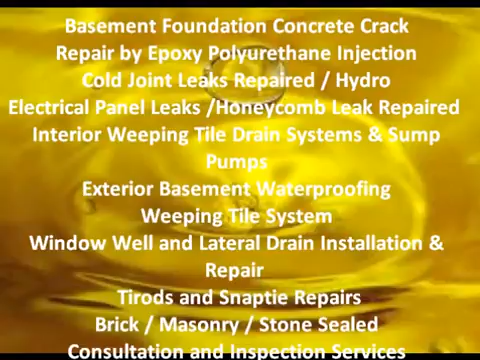 Basement Foundation Concrete Crack
Repair by Epoxy Polyurethane Injection
Cold Joint Leaks Repaired / Hydro
Electrical Panel Leaks /Honeycomb Leak Repaired
Interior Weeping Tile Drain Systems & Sump
Pumps
Exterior Basement Waterproofing
Weeping Tile System
Window Well and Lateral Drain Installation &
Repair
Tirods and Snaptie Repairs
Brick / Masonry / Stone Sealed
Consultation and Inspection Services